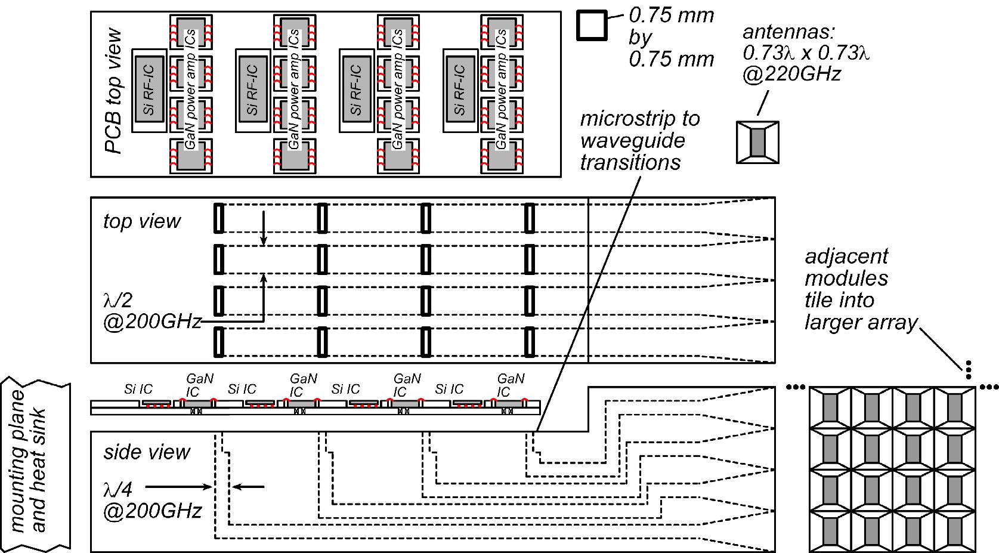 PCB top view
Si RF-IC
GaN power amp ICs
Si RF-IC
GaN power amp ICs
Si RF-IC
GaN power amp ICs
Si RF-IC
GaN power amp ICs
0.75 mm
by
0.75 mm
antennas:
0.73λ x 0.73λ
@220GHz
microstrip to
waveguide
transitions
top view
λ/2
@200GHz
adjacent
modules
tile into
larger array
mounting plane
and heat sink
Si IC
GaN
IC
Si IC
GaN
IC
Si IC
GaN
IC
Si IC
GaN
IC
side view
λ/4
@200GHz